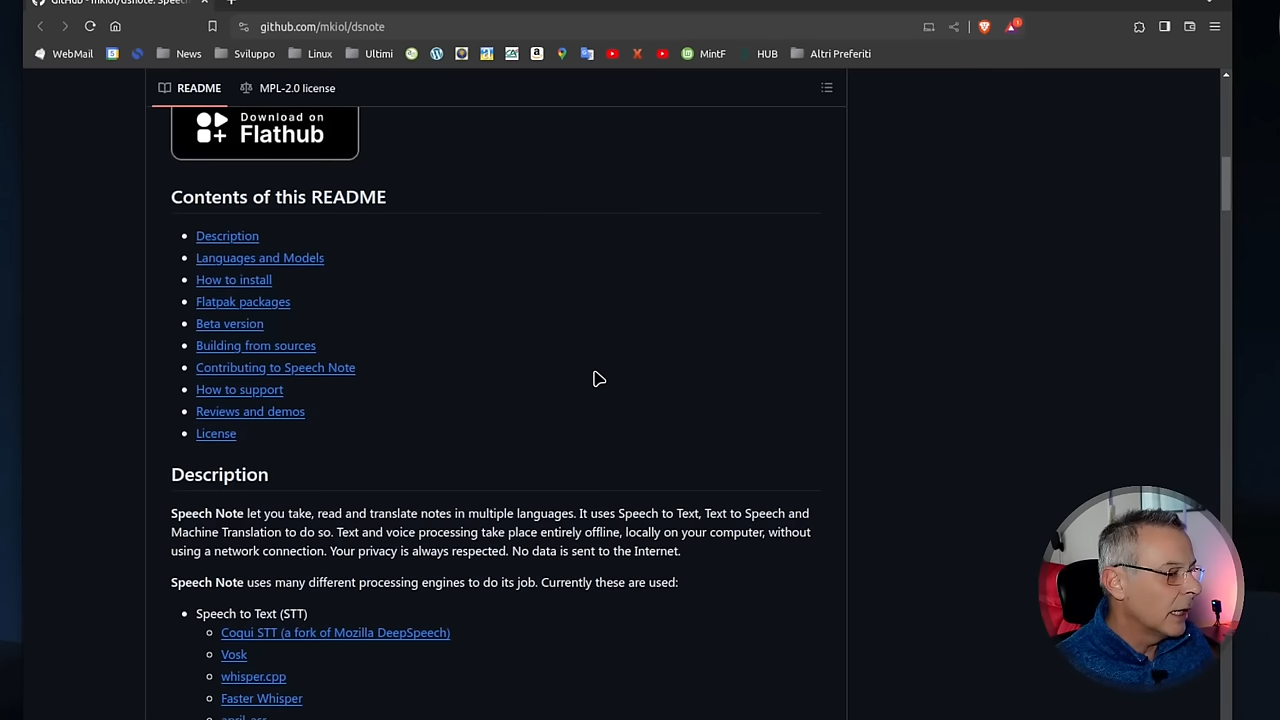 GitHub - mkiol/dsnote: Speech
github.com/mkiol/dsnote
WebMail
News
Sviluppo
Linux
Ultimi
MintF
HUB
Altri Preferiti
README
MPL-2.0 license
Download on
Flathub
Contents of this README
Description
Languages and Models
How to install
Flatpak packages
Beta version
Building from sources
Contributing to Speech Note
How to support
Reviews and demos
License
Description
Speech Note let you take, read and translate notes in multiple languages. It uses Speech to Text, Text to Speech and
Machine Translation to do so. Text and voice processing take place entirely offline, locally on your computer, without
using a network connection. Your privacy is always respected. No data is sent to the Internet.
Speech Note uses many different processing engines to do its job. Currently these are used:
Speech to Text (STT)
Coqui STT (a fork of Mozilla DeepSpeech)
Vosk
whisper.cpp
Faster Whisper
april-asr